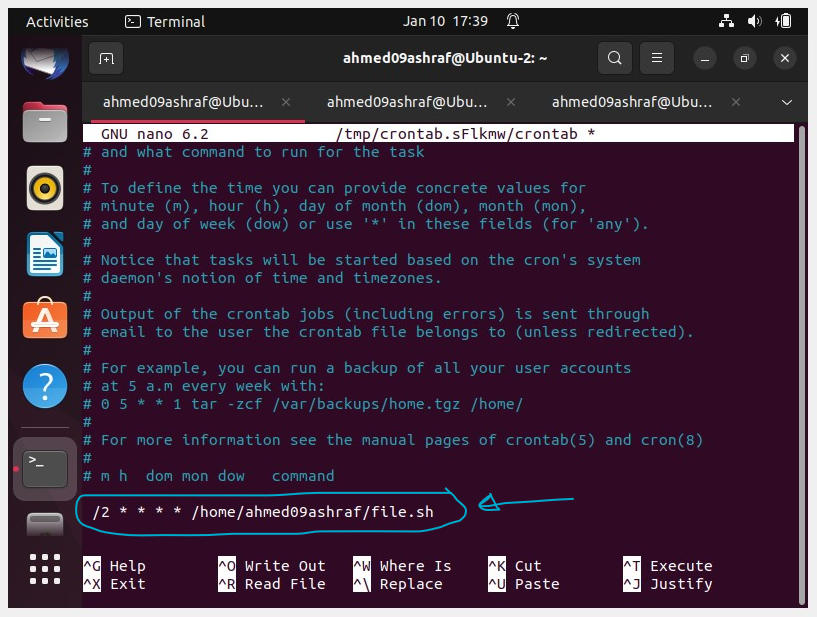 Activities
Terminal
Jan 10 17:39
ahmed09ashraf@Ubuntu-2: ~
ahmed09ashraf@Ubu...
ahmed09ashraf@Ubu...
ahmed09ashraf@Ubu...
GNU nano 6.2 /tmp/crontab.sFlkmw/crontab *
# and what command to run for the task
#
# To define the time you can provide concrete values for
# minute (m), hour (h), day of month (dom), month (mon),
# and day of week (dow) or use '*' in these fields (for 'any').
#
# Notice that tasks will be started based on the cron's system
# daemon's notion of time and timezones.
#
# Output of the crontab jobs (including errors) is sent through
# email to the user the crontab file belongs to (unless redirected).
#
# For example, you can run a backup of all your user accounts
# at 5 a.m every week with:
# 0 5 * * 1 tar -zcf /var/backups/home.tgz /home/
#
# For more information see the manual pages of crontab(5) and cron(8)
#
# m h  dom mon dow   command
/2 * * * * /home/ahmed09ashraf/file.sh
^G Help ^O Write Out ^W Where Is ^K Cut ^T Execute
^X Exit ^R Read File ^\ Replace ^U Paste ^J Justify